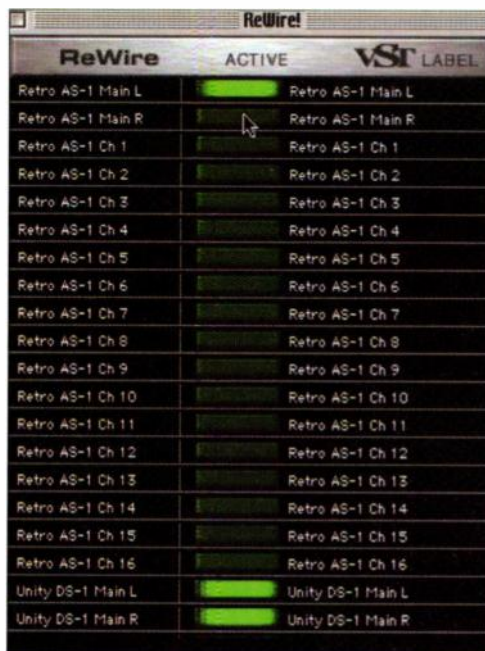 ReWire!
ReWire ACTIVE VST LABEL
Retro AS-1 Main L Retro AS-1 Main L
Retro AS-1 Main R Retro AS-1 Main R
Retro AS-1 Ch 1 Retro AS-1 Ch 1
Retro AS-1 Ch 2 Retro AS-1 Ch 2
Retro AS-1 Ch 3 Retro AS-1 Ch 3
Retro AS-1 Ch 4 Retro AS-1 Ch 4
Retro AS-1 Ch 5 Retro AS-1 Ch 5
Retro AS-1 Ch 6 Retro AS-1 Ch 6
Retro AS-1 Ch 7 Retro AS-1 Ch 7
Retro AS-1 Ch 8 Retro AS-1 Ch 8
Retro AS-1 Ch 9 Retro AS-1 Ch 9
Retro AS-1 Ch 10 Retro AS-1 Ch 10
Retro AS-1 Ch 11 Retro AS-1 Ch 11
Retro AS-1 Ch 12 Retro AS-1 Ch 12
Retro AS-1 Ch 13 Retro AS-1 Ch 13
Retro AS-1 Ch 14 Retro AS-1 Ch 14
Retro AS-1 Ch 15 Retro AS-1 Ch 15
Retro AS-1 Ch 16 Retro AS-1 Ch 16
Unity DS-1 Main L Unity DS-1 Main L
Unity DS-1 Main R Unity DS-1 Main R